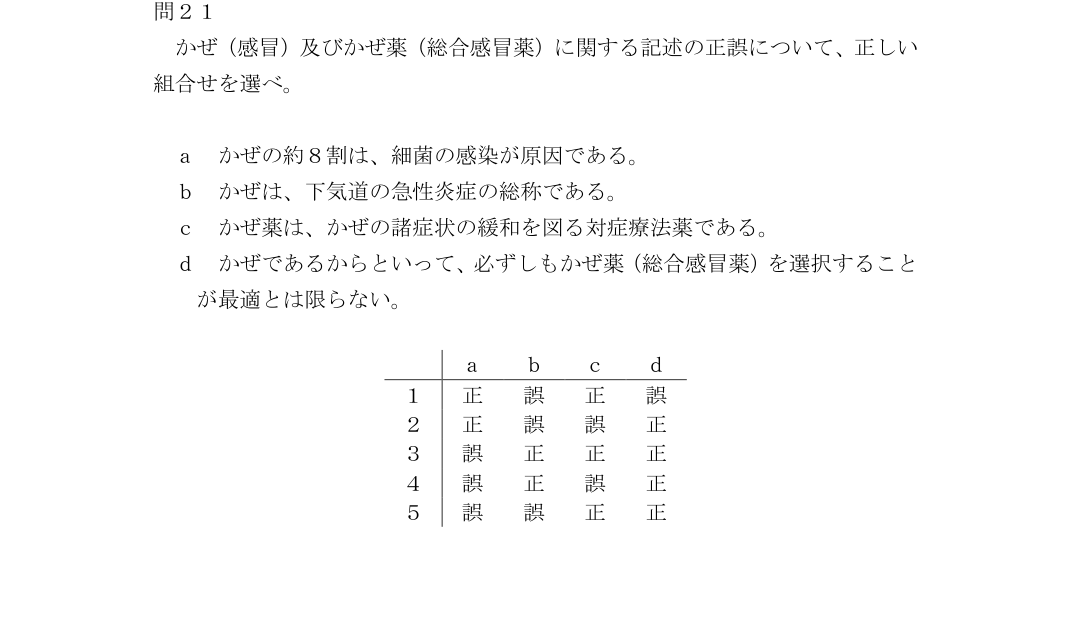 問２１
かぜ（感冒）及びかぜ薬（総合感冒薬）に関する記述の正誤について、正しい
組合せを選べ。
a　かぜの約８割は、細菌の感染が原因である。
b　かぜは、下気道の急性炎症の総称である。
c　かぜ薬は、かぜの諸症状の緩和を図る対症療法薬である。
d　かぜであるからといって、必ずしもかぜ薬（総合感冒薬）を選択すること
が最適とは限らない。
a b c d
1 正 誤 正 誤
2 正 誤 誤 正
3 誤 正 正 正
4 誤 正 誤 正
5 誤 誤 正 正